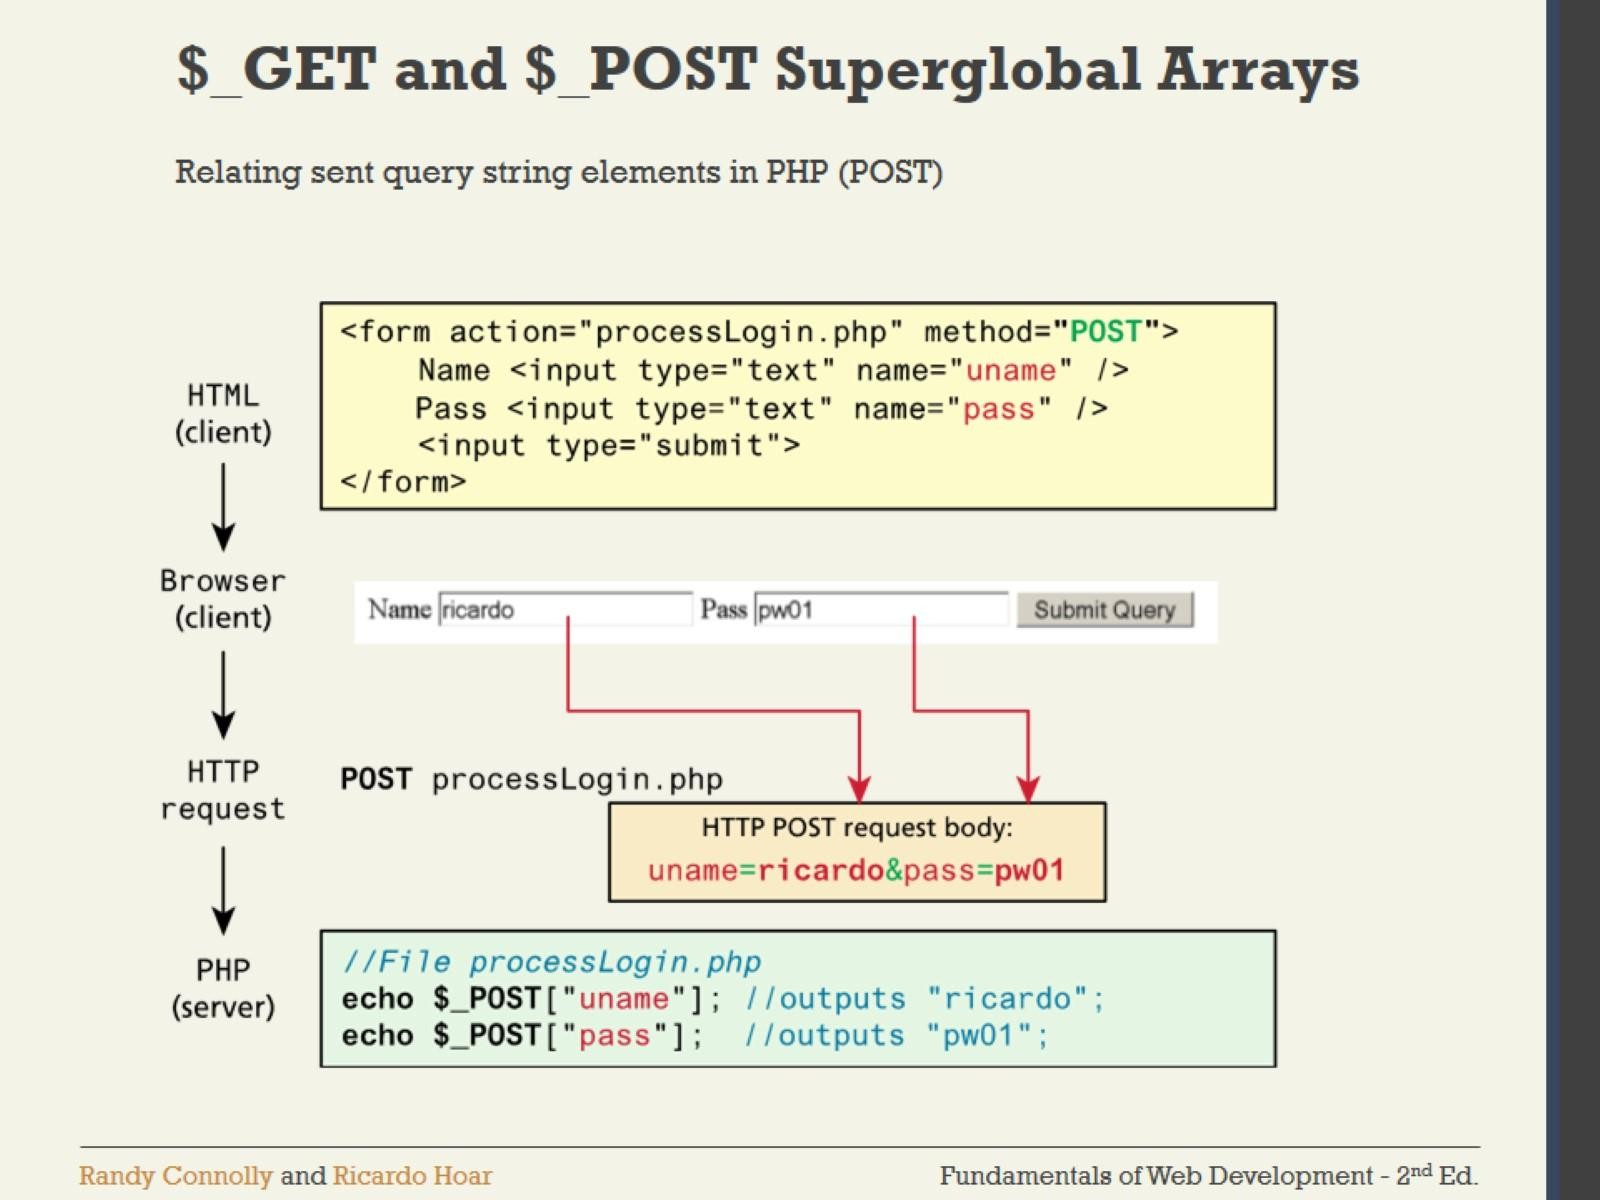 $_GET and $_POST Superglobal Arrays
Relating sent query string elements in PHP (POST)
HTML
(client)
<form action="processLogin.php" method="POST">
Name <input type="text" name="uname" />
Pass <input type="text" name="pass" />
<input type="submit">
</form>
Browser
(client)
Name ricardo Pass pw01 Submit Query
HTTP
request
POST processLogin.php
HTTP POST request body:
uname=ricardo&pass=pw01
PHP
(server)
//File processLogin.php
echo $_POST["uname"]; //outputs "ricardo";
echo $_POST["pass"]; //outputs "pw01";
Randy Connolly and Ricardo Hoar
Fundamentals of Web Development - 2nd Ed.